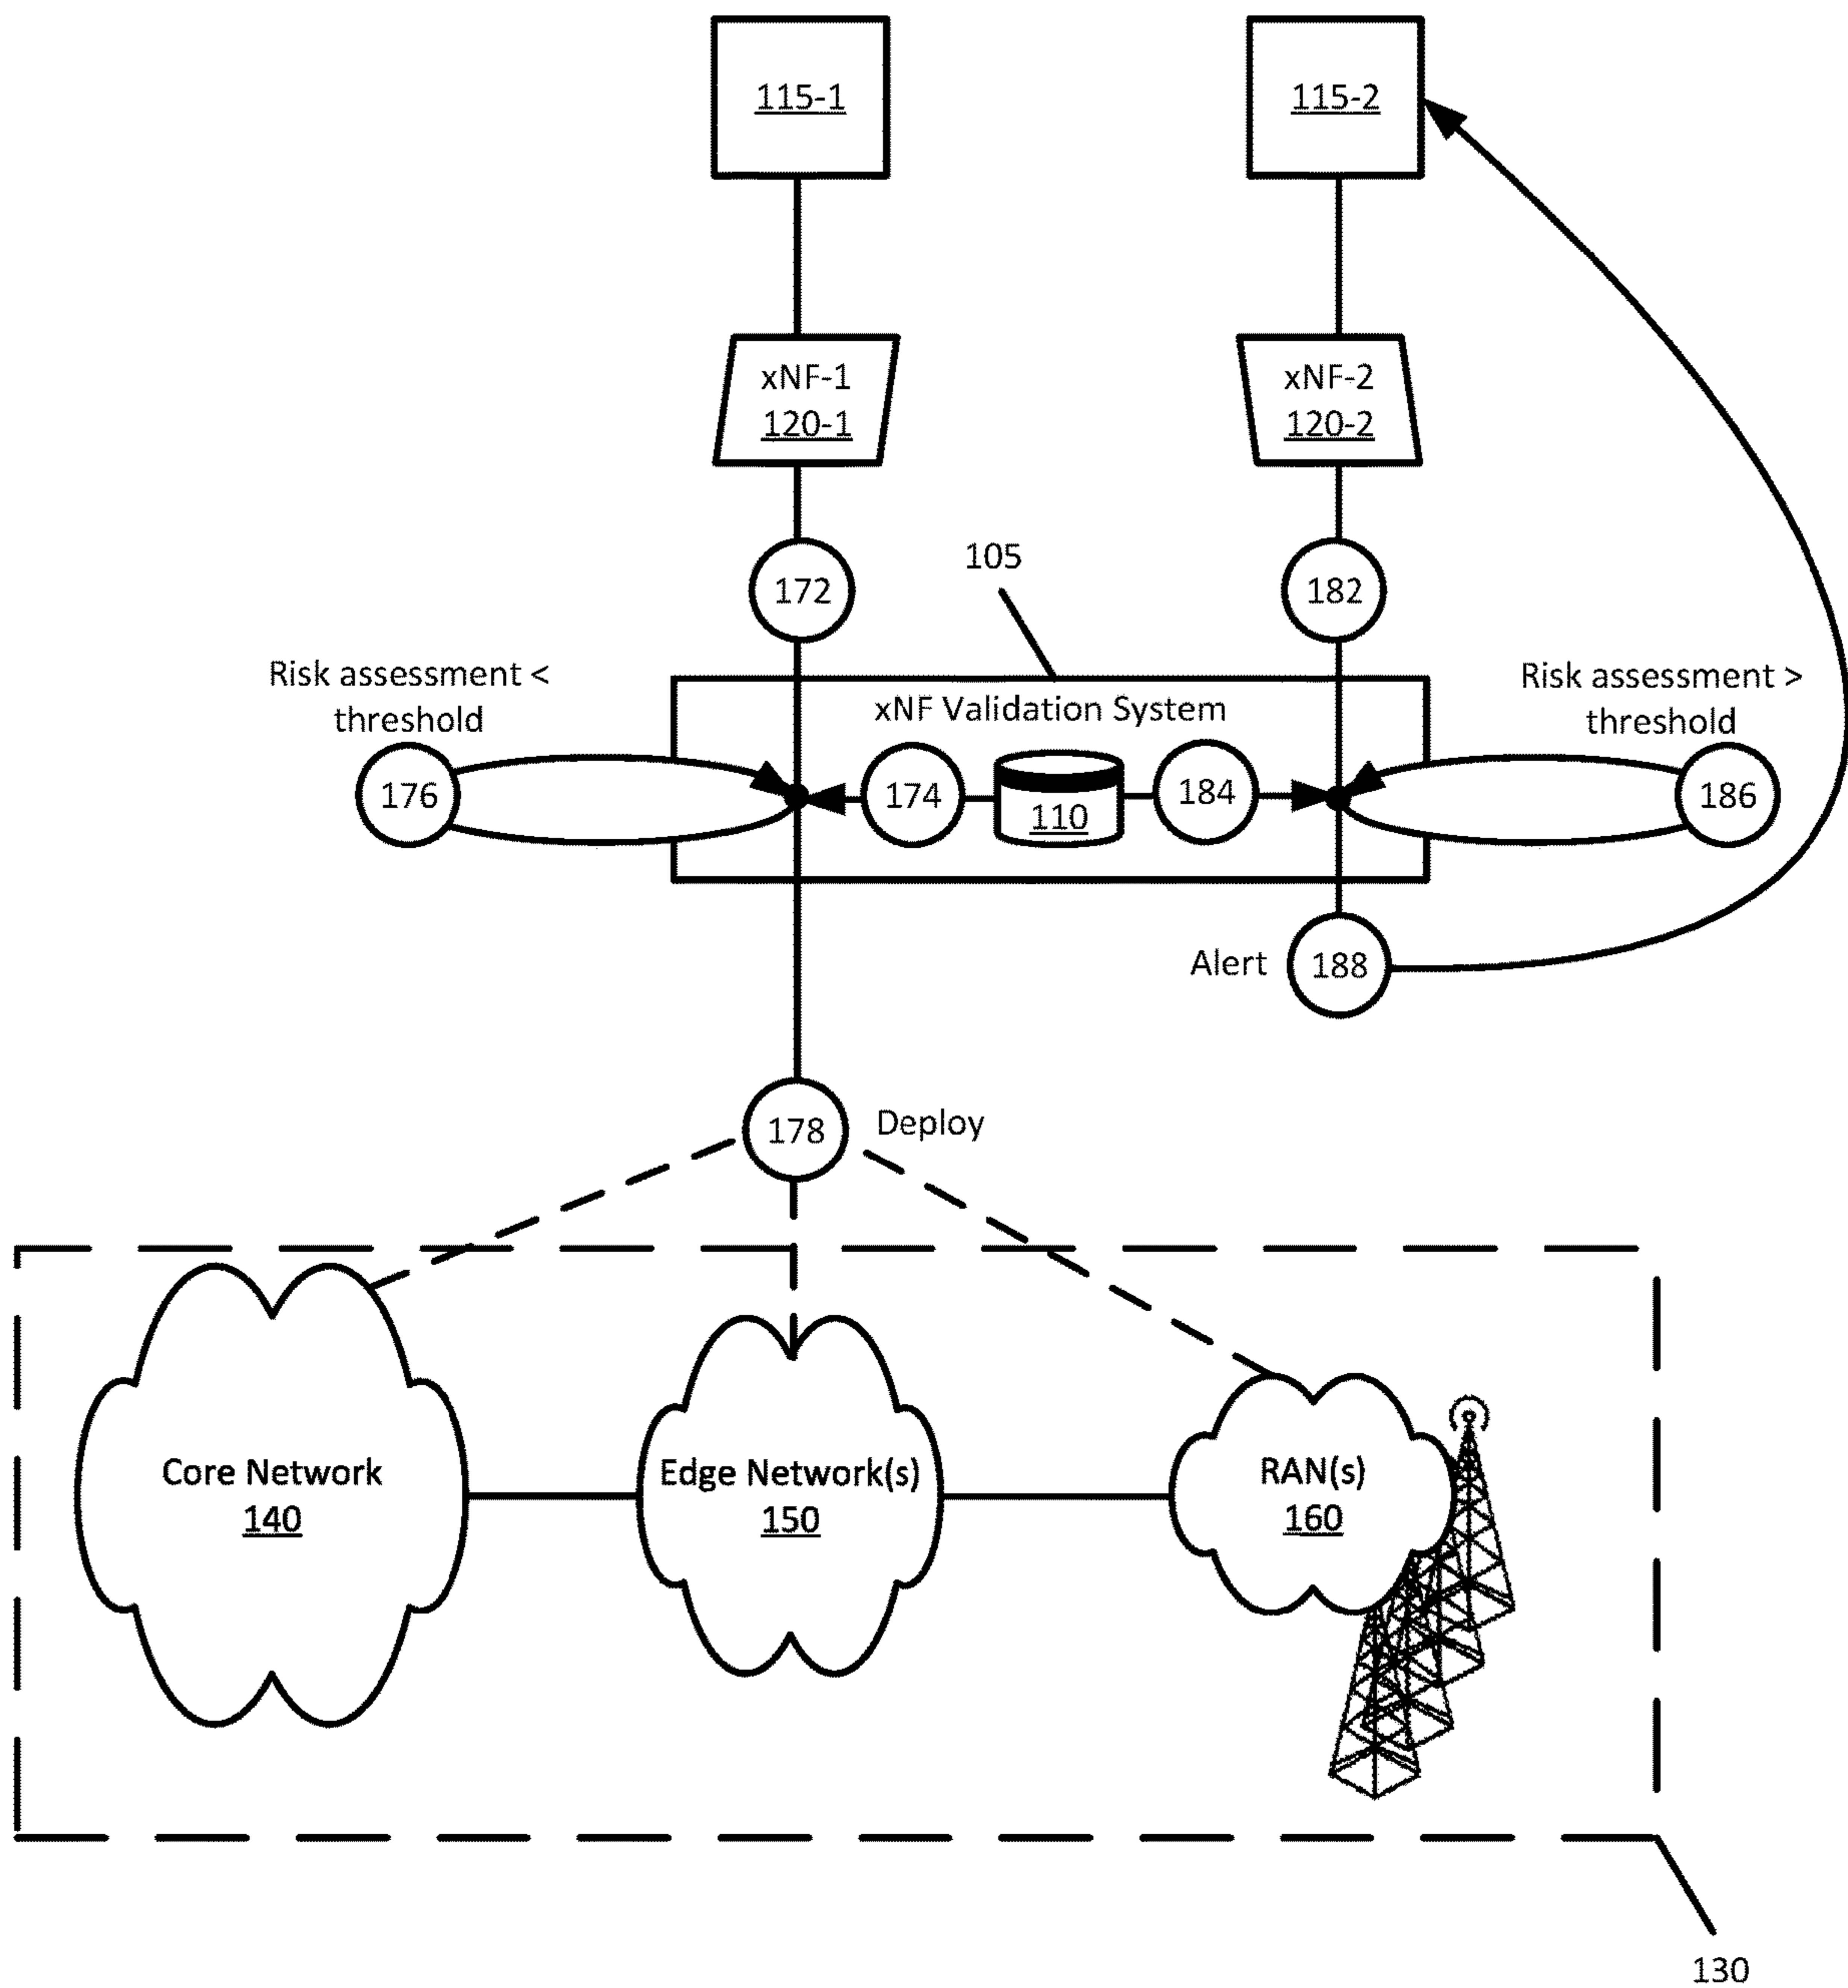 115-1
115-2
xNF-1
120-1
xNF-2
120-2
105
172
182
Risk assessment <
threshold
Risk assessment >
threshold
xNF Validation System
176
174
110
184
186
Alert
188
178
Deploy
Core Network
140
Edge Network(s)
150
RAN(s)
160
130